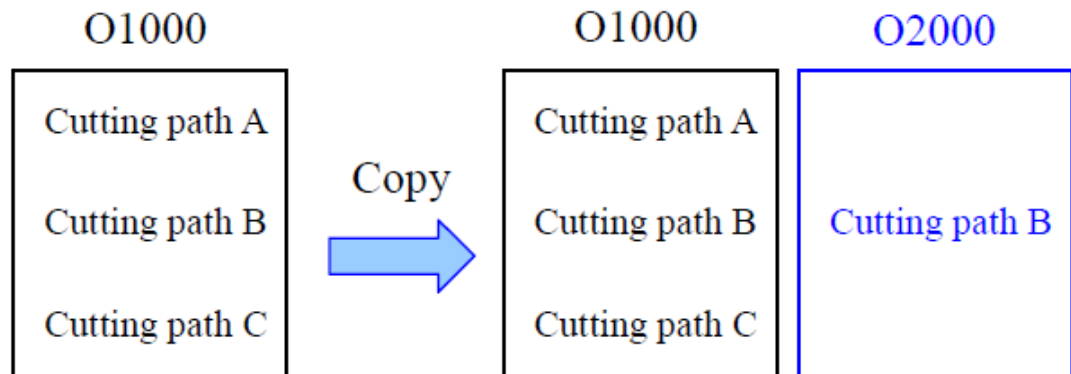 O1000
Cutting path A
Cutting path B
Cutting path C
Copy
O1000
Cutting path A
Cutting path B
Cutting path C
O2000
Cutting path B